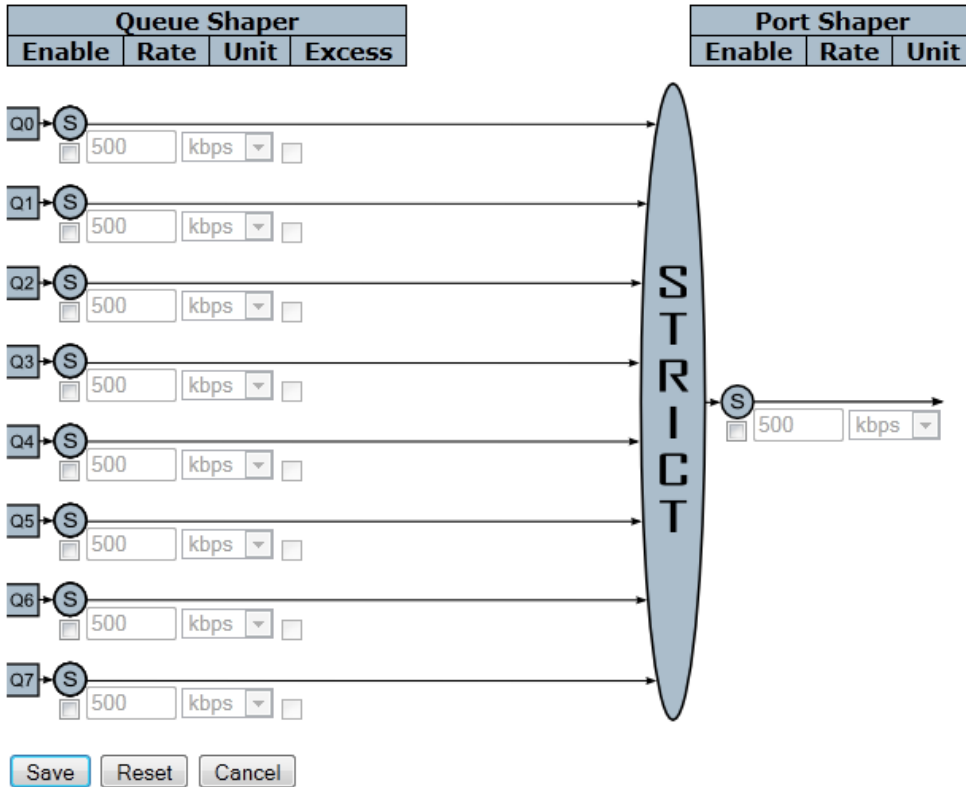 Queue Shaper
Enable Rate Unit Excess
Port Shaper
Enable Rate Unit
Q0 S
500 kbps
Q1 S
500 kbps
Q2 S
500 kbps
Q3 S
500 kbps
Q4 S
500 kbps
Q5 S
500 kbps
Q6 S
500 kbps
Q7 S
500 kbps
STRICT
S
500 kbps
Save Reset Cancel